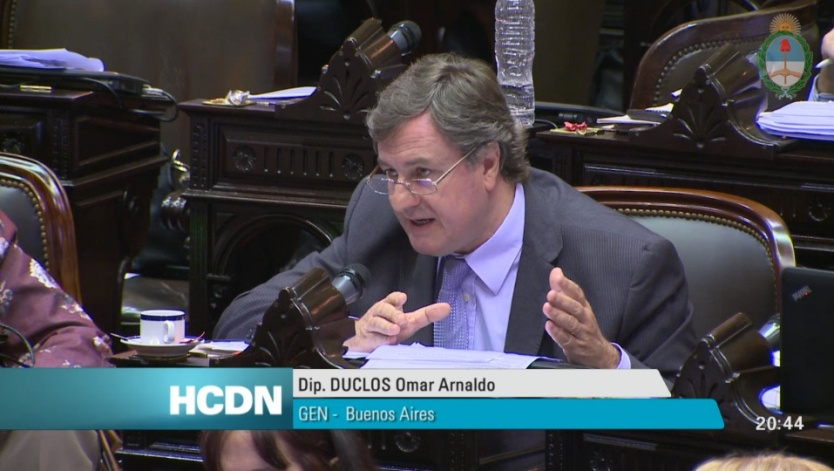 HCDN
Dip. DUCLOS Omar Arnaldo
GEN - Buenos Aires
20:44